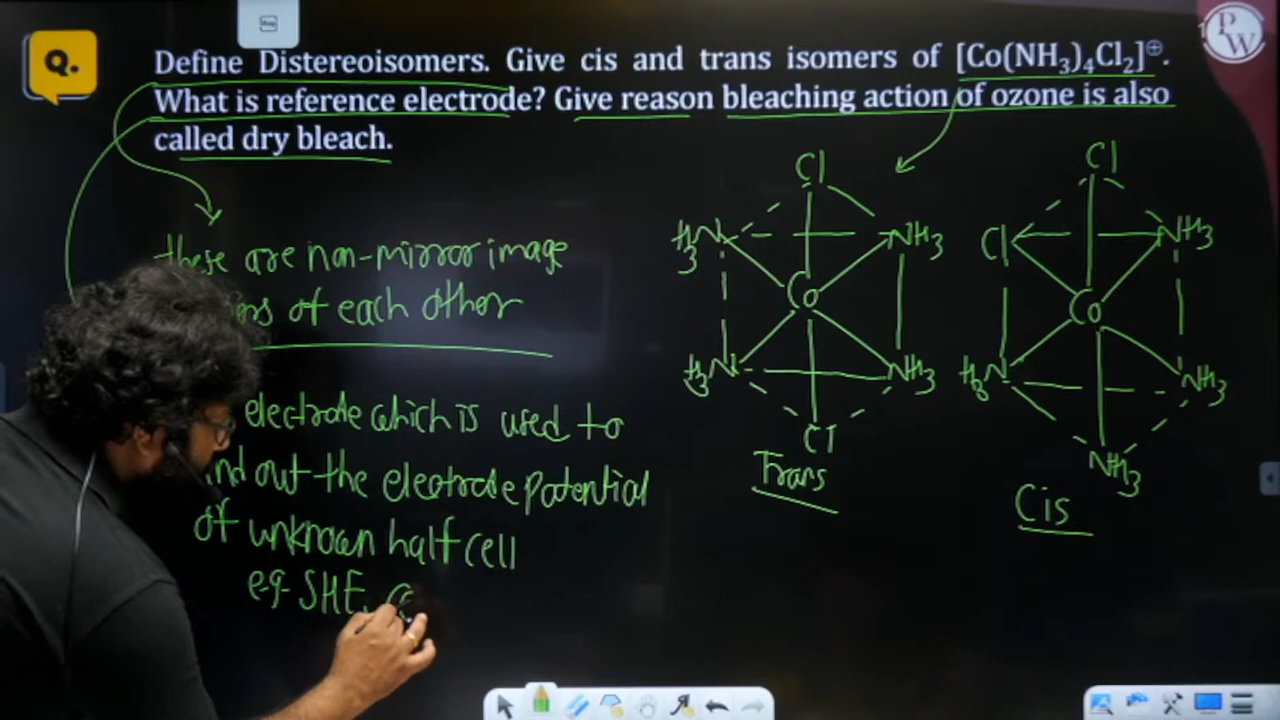 Q.
Define Distereoisomers. Give cis and trans isomers of [Co(NH₃)₄Cl₂]⊕.
What is reference electrode? Give reason bleaching action of ozone is also
called dry bleach.
PW
these are non-mirror image
of each other
electrode which is used to
out the electrode potential
of unknown half cell
e.g. SHE, C
Cl
H₃N NH₃
Co
H₃N NH₃
Cl
Trans
Cl
Cl NH₃
Co
H₃N NH₃
NH₃
Cis